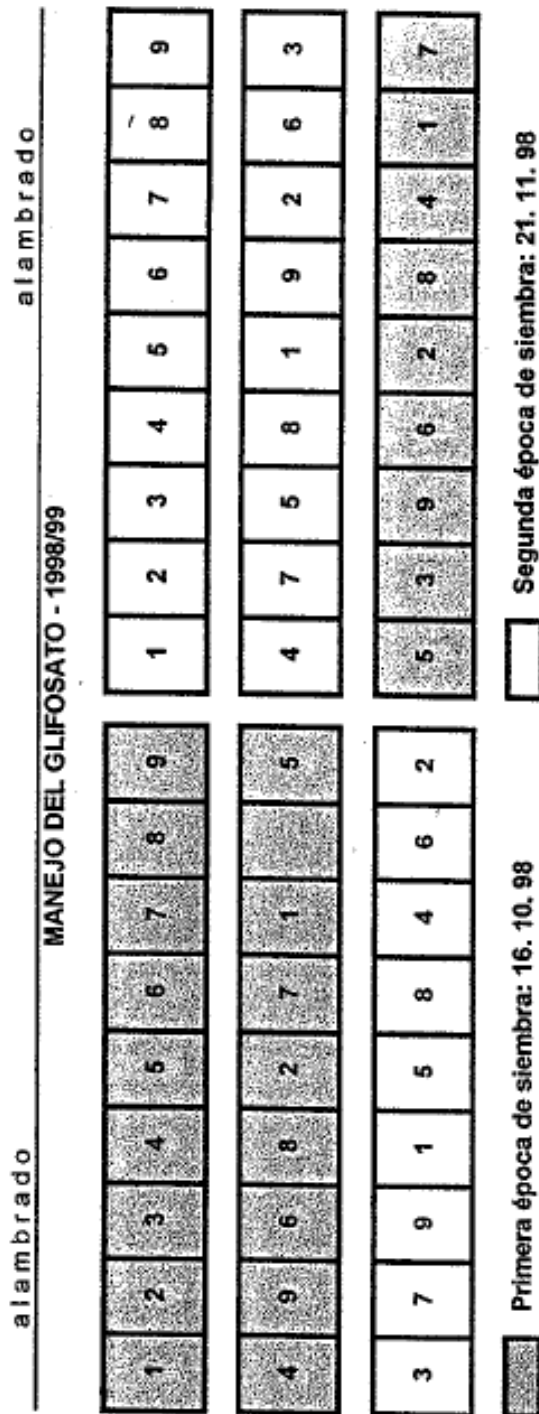 alambrado alambrado
MANEJO DEL GLIFOSATO - 1998/99
1 2 3 4 5 6 7 8 9 1 2 3 4 5 6 7 8 9
4 9 6 8 2 7 1 5 4 7 5 8 1 9 2 6 3
3 7 9 1 5 8 4 6 2 5 3 9 6 2 8 4 1 7
Primera época de siembra: 16. 10. 98 Segunda época de siembra: 21. 11. 98